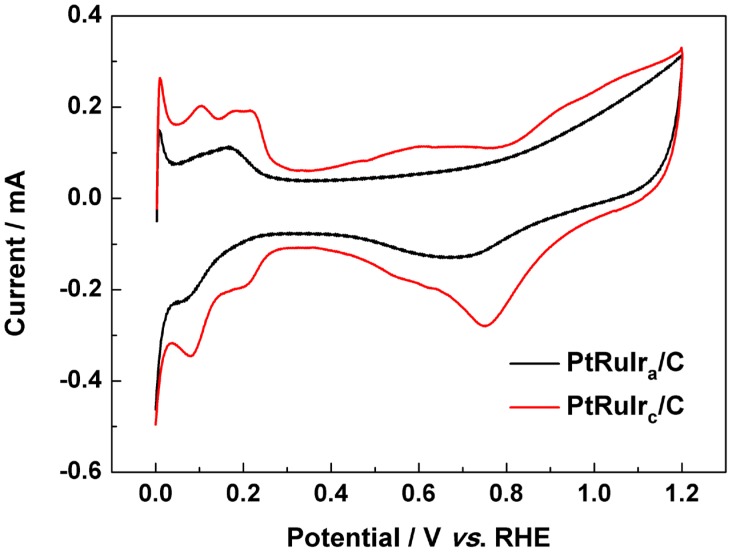 0.4
0.2
0.0
-0.2
-0.4
-0.6
Current / mA
PtRuIrₐ/C
PtRuIr_c/C
0.0 0.2 0.4 0.6 0.8 1.0 1.2
Potential / V vs. RHE